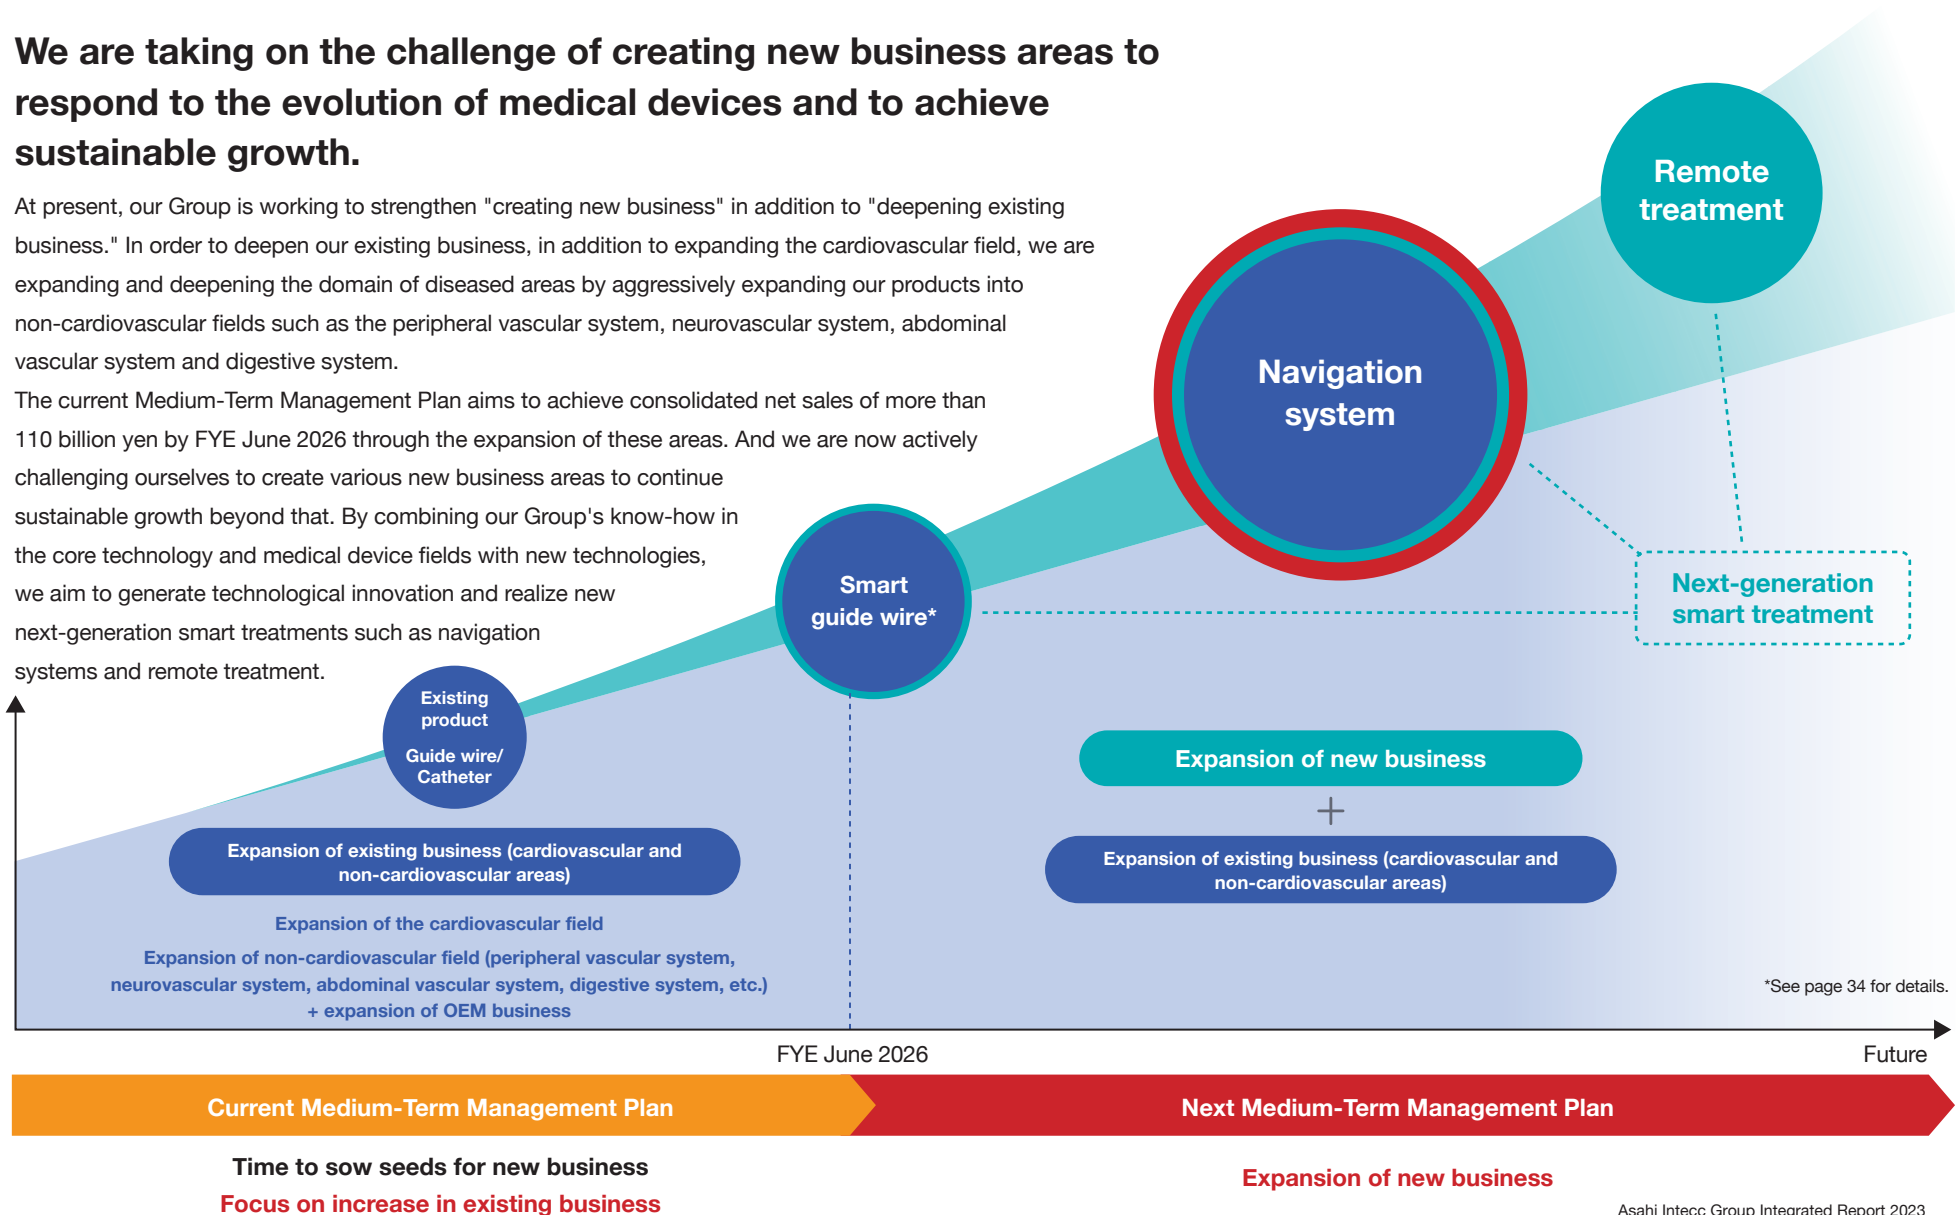 We are taking on the challenge of creating new business areas to
respond to the evolution of medical devices and to achieve
sustainable growth.
At present, our Group is working to strengthen "creating new business" in addition to "deepening existing
business." In order to deepen our existing business, in addition to expanding the cardiovascular field, we are
expanding and deepening the domain of diseased areas by aggressively expanding our products into
non-cardiovascular fields such as the peripheral vascular system, neurovascular system, abdominal
vascular system and digestive system.
The current Medium-Term Management Plan aims to achieve consolidated net sales of more than
110 billion yen by FYE June 2026 through the expansion of these areas. And we are now actively
challenging ourselves to create various new business areas to continue
sustainable growth beyond that. By combining our Group's know-how in
the core technology and medical device fields with new technologies,
we aim to generate technological innovation and realize new
next-generation smart treatments such as navigation
systems and remote treatment.
Existing
product
Guide wire/
Catheter
Smart
guide wire*
Navigation
system
Remote
treatment
Next-generation
smart treatment
Expansion of existing business (cardiovascular and
non-cardiovascular areas)
Expansion of the cardiovascular field
Expansion of non-cardiovascular field (peripheral vascular system,
neurovascular system, abdominal vascular system, digestive system, etc.)
+ expansion of OEM business
Expansion of new business
+
Expansion of existing business (cardiovascular and
non-cardiovascular areas)
*See page 34 for details.
FYE June 2026
Future
Current Medium-Term Management Plan
Next Medium-Term Management Plan
Time to sow seeds for new business
Focus on increase in existing business
Expansion of new business
Asahi Intecc Group Integrated Report 2023